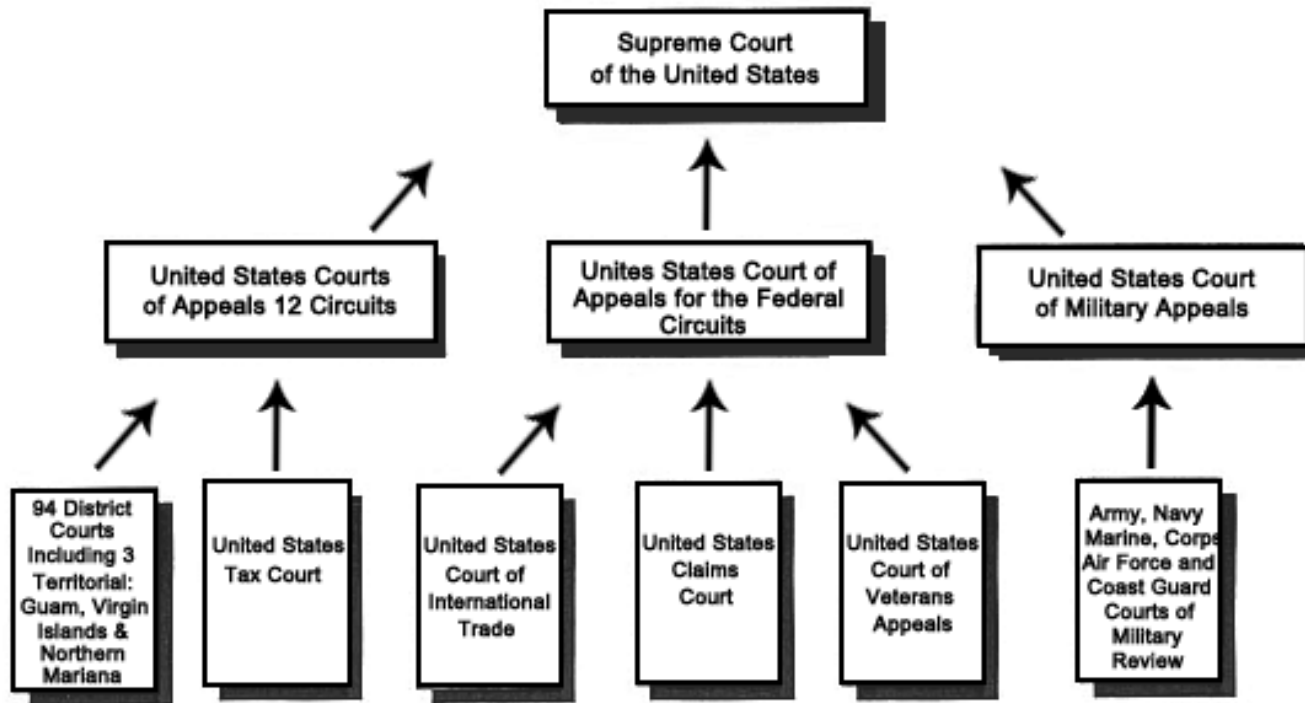 Supreme Court
of the United States
United States Courts
of Appeals 12 Circuits
Unites States Court of
Appeals for the Federal
Circuits
United States Court
of Military Appeals
94 District
Courts
Including 3
Territorial:
Guam, Virgin
Islands &
Northern
Mariana
United States
Tax Court
United States
Court of
International
Trade
United States
Claims
Court
United States
Court of
Veterans
Appeals
Army, Navy
Marine, Corps
Air Force and
Coast Guard
Courts of
Military
Review